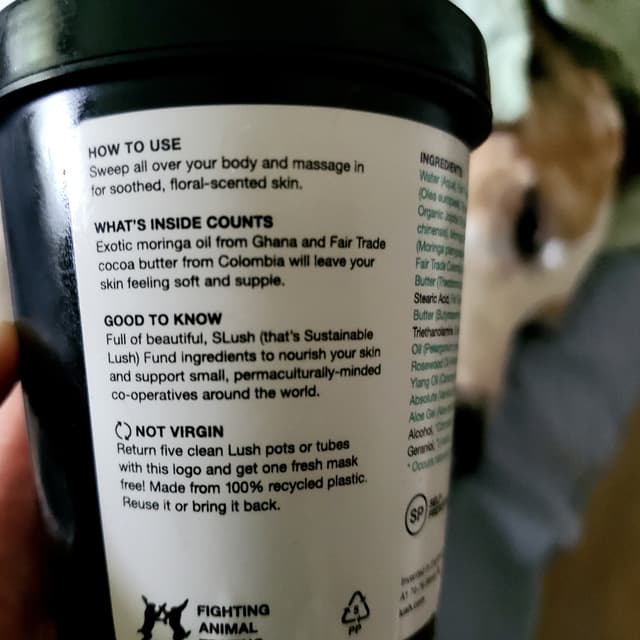 HOW TO USE
Sweep all over your body and massage in
for soothed, floral-scented skin.
WHAT'S INSIDE COUNTS
Exotic moringa oil from Ghana and Fair Trade
cocoa butter from Colombia will leave your
skin feeling soft and supple.
GOOD TO KNOW
Full of beautiful, SLush (that's Sustainable
Lush) Fund ingredients to nourish your skin
and support small, permaculturally-minded
co-operatives around the world.
NOT VIRGIN
Return five clean Lush pots or tubes
with this logo and get one fresh mask
free! Made from 100% recycled plastic.
Reuse it or bring it back.
FIGHTING
ANIMAL
5
PP
Water
(Olea
Organic
(Moringa
Fair Trade
Butter
Stearic Acid,
Butter
Oil
Rosewood
Ylang Oil
Absolute
Aloe Gel
Alcohol,
Geraniol,
SP